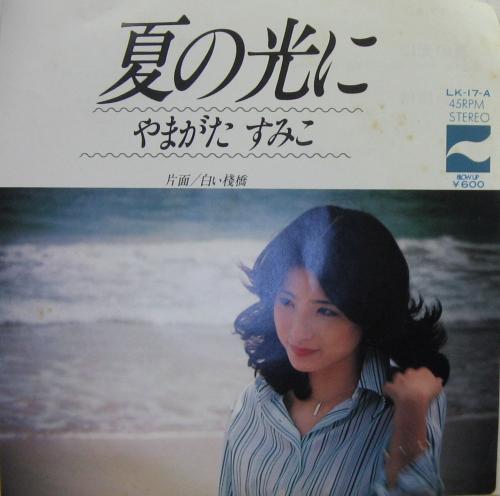 夏の光に
やまがた すみこ
片面/白い棧橋
LK-17-A
45RPM
STEREO
BLOW UP
¥600